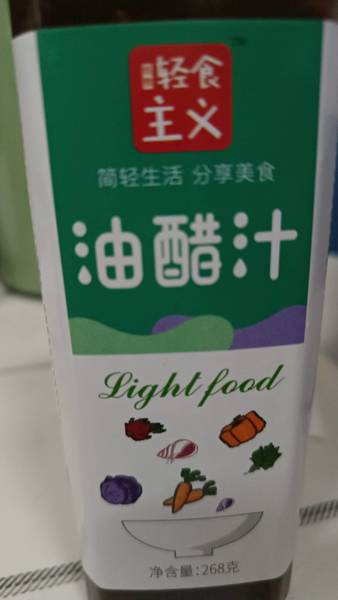 轻食
主义
简轻生活 分享美食
油醋汁
Light food
净含量:268克